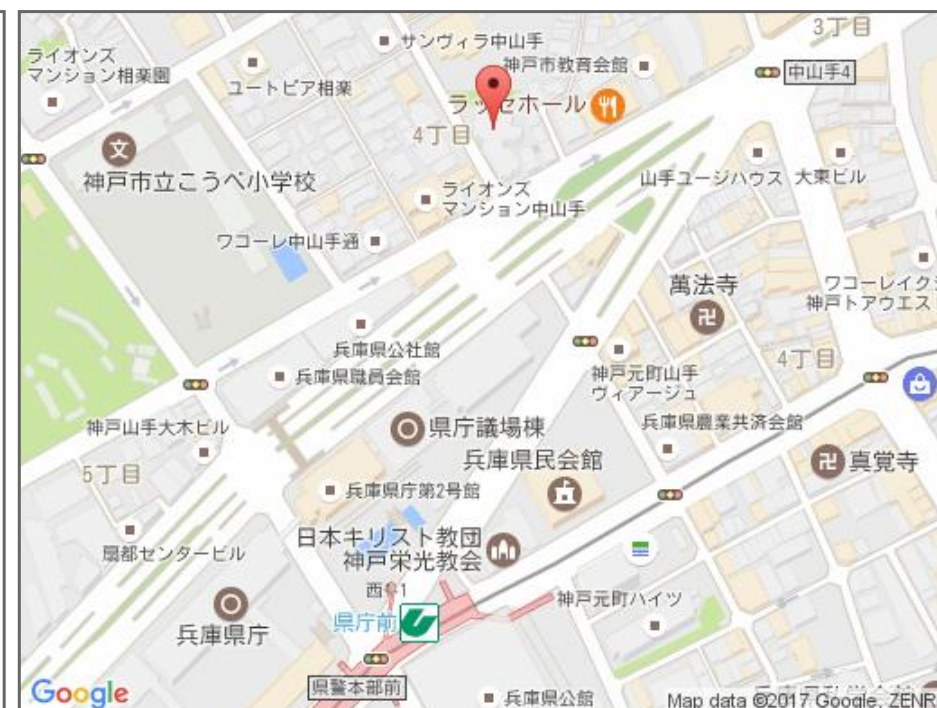 3丁目
サンヴィラ中山手
ライオンズ
マンション相楽園
神戸市教育会館
中山手4
ユートピア相楽
ラッセホール
4丁目
文
神戸市立こうべ小学校
山手ユージハウス
大東ビル
ライオンズ
マンション中山手
ワコーレ中山手通
萬法寺
卍
神戸トアウエス
兵庫県公社館
4丁目
兵庫県職員会館
神戸元町山手
ヴィアージュ
兵庫県農業共済会館
神戸山手大木ビル
県庁議場棟
5丁目
兵庫県民会館
卍
真覚寺
兵庫県庁第2号館
日本キリスト教団
神戸栄光教会
扇都センタービル
神戸元町ハイツ
県庁前
兵庫県庁
県警本部前
Google
兵庫県公館
Map data ©2017 Google, ZENR